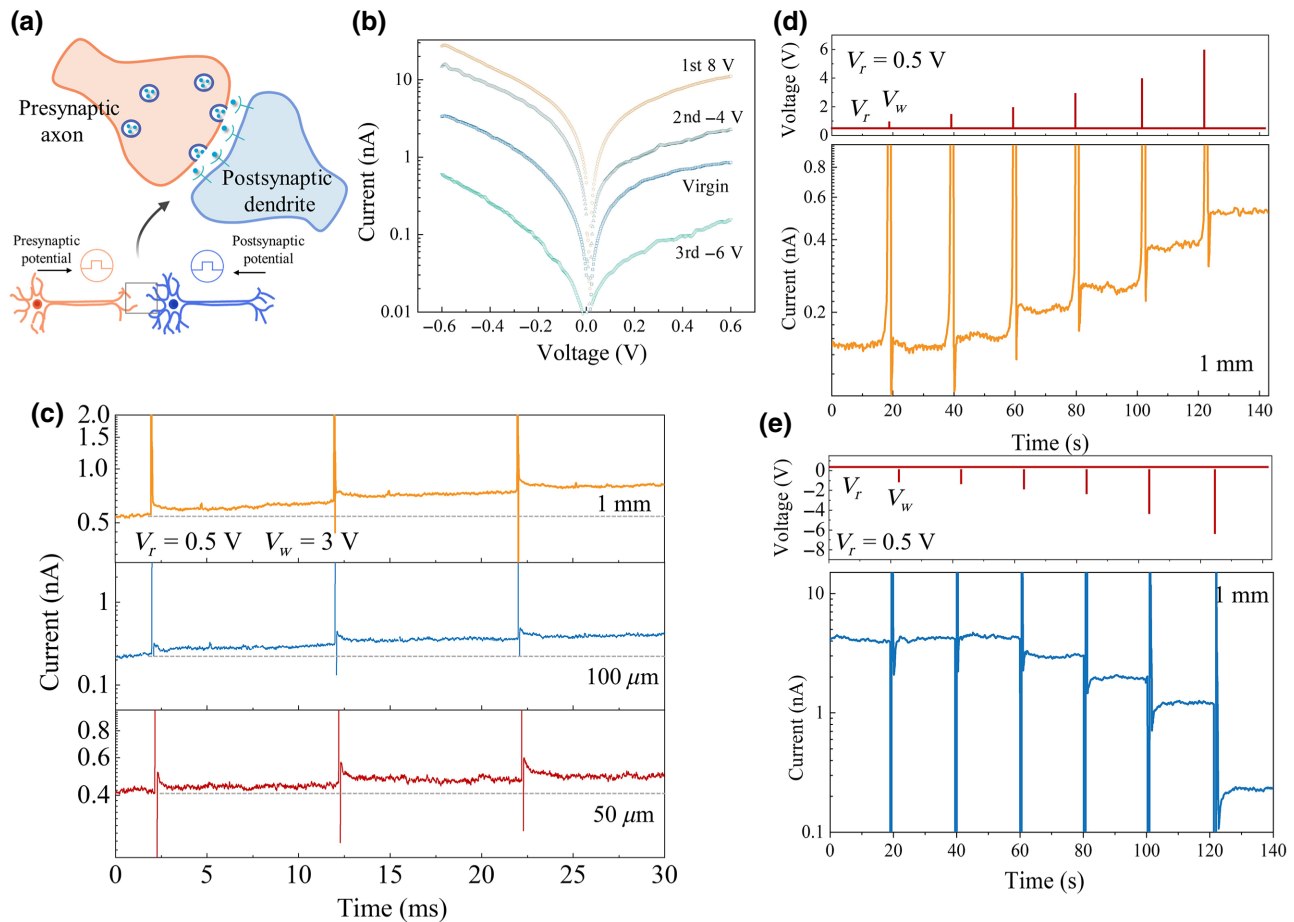 (a)
Presynaptic
axon
Postsynaptic
dendrite
Presynaptic
potential
Postsynaptic
potential
(b)
Current (nA)
10
1
0.1
0.01
1st 8 V
2nd −4 V
Virgin
3rd −6 V
−0.6 −0.4 −0.2 0.0 0.2 0.4 0.6
Voltage (V)
(c)
Current (nA)
2.0
1.5
1.0
0.5
1 mm
V_r = 0.5 V V_w = 3 V
1
0.1
100 μm
0.8
0.6
0.4
50 μm
0 5 10 15 20 25 30
Time (ms)
(d)
Voltage (V)
6
4
2
0
V_r = 0.5 V
V_r V_w
Current (nA)
0.8
0.4
0.2
1 mm
0 20 40 60 80 100 120 140
Time (s)
(e)
Voltage (V)
0
−2
−4
−6
−8
V_r V_w
V_r = 0.5 V
Current (nA)
10
1
0.1
1 mm
0 20 40 60 80 100 120 140
Time (s)